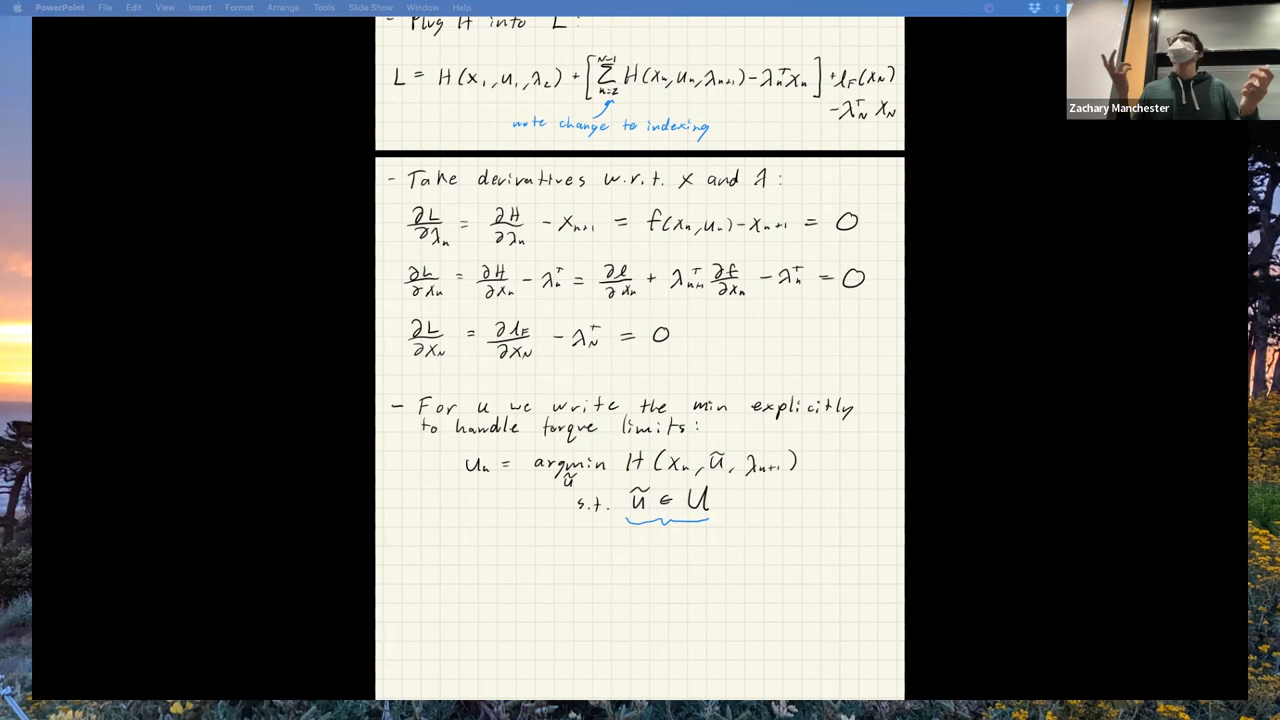 PowerPoint File Edit View Insert Format Arrange Tools Slide Show Window Help
- Plug H into L:
L = H(x₁, u₁, λ₂) + [∑ₙ₌₂ᴺ⁻¹ H(xₙ, uₙ, λₙ₊₁) - λₙᵀxₙ] + ℓF(xN)
- λNᵀ xN
note change to indexing
Zachary Manchester
- Take derivatives w.r.t. x and λ:
∂L/∂λₙ = ∂H/∂λₙ - xₙ₊₁ = f(xₙ, uₙ) - xₙ₊₁ = 0
∂L/∂xₙ = ∂H/∂xₙ - λₙᵀ = ∂ℓ/∂xₙ + λₙ₊₁ᵀ ∂f/∂xₙ - λₙᵀ = 0
∂L/∂xN = ∂ℓF/∂xN - λNᵀ = 0
- For u we write the min explicitly
to handle torque limits:
uₙ = argmin H(xₙ, ũ, λₙ₊₁)
ũ
s.t. ũ ∈ U